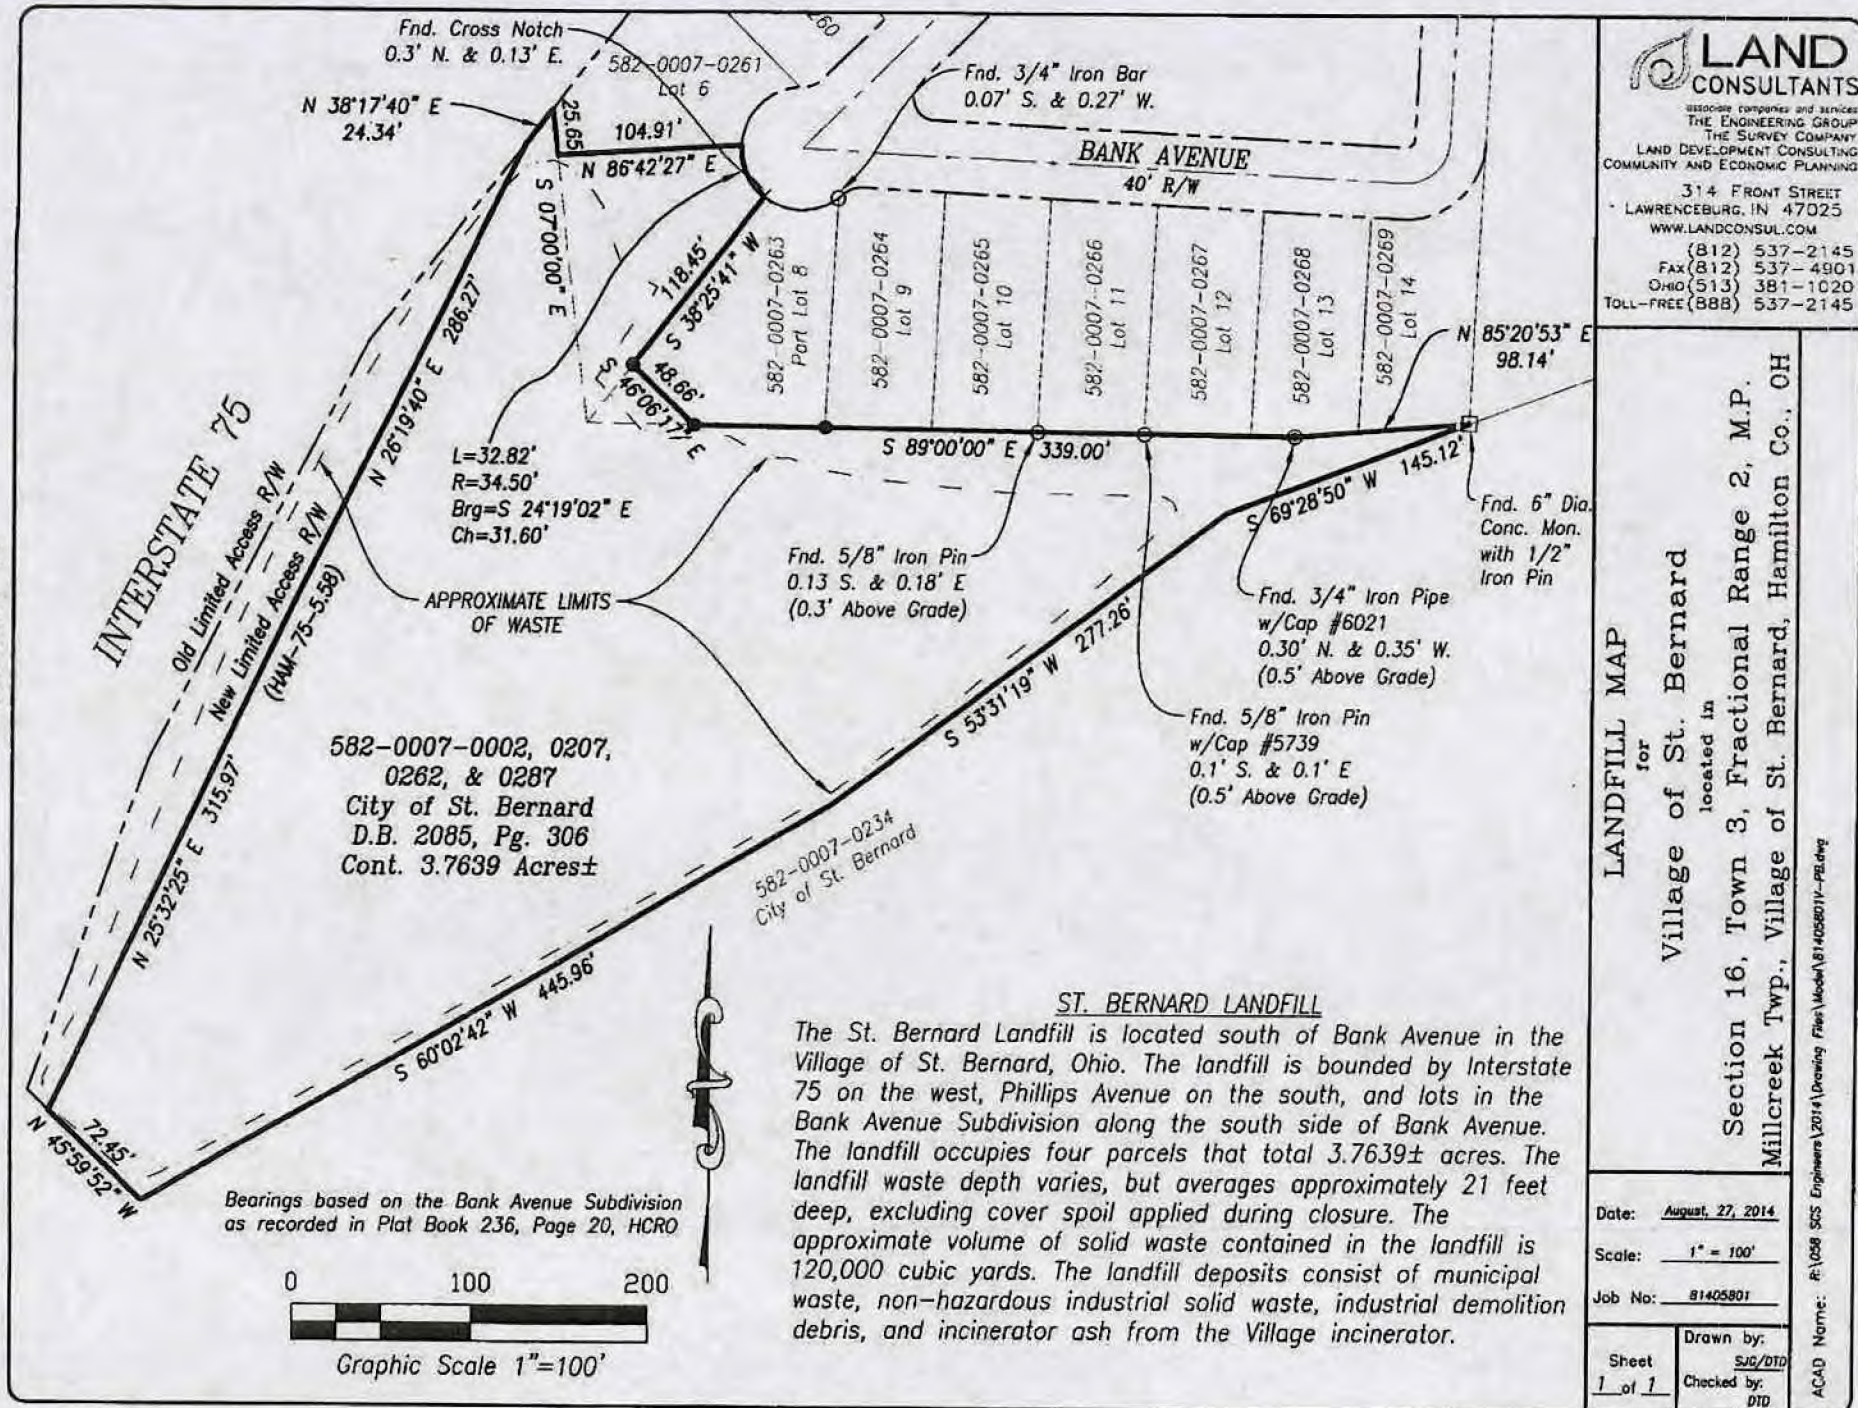 Fnd. Cross Notch
0.3' N. & 0.13' E.
582-0007-0261
Lot 6
260
N 38°17'40" E
24.34'
25.65
104.91'
N 86°42'27" E
S 07°00'00" E
Fnd. 3/4" Iron Bar
0.07' S. & 0.27' W.
BANK AVENUE
40' R/W
118.45'
S 38°25'41" W
48.66'
S 46°06'17" E
582-0007-0263
Part Lot 8
582-0007-0264
Lot 9
582-0007-0265
Lot 10
582-0007-0266
Lot 11
582-0007-0267
Lot 12
582-0007-0268
Lot 13
582-0007-0269
Lot 14
N 85°20'53" E
98.14'
S 89°00'00" E 339.00'
S 69°28'50" W 145.12'
L=32.82'
R=34.50'
Brg=S 24°19'02" E
Ch=31.60'
INTERSTATE 75
Old Limited Access R/W
New Limited Access R/W
(HAM-75-5.58)
N 26°19'40" E 286.27'
N 25°32'25" E 315.97'
APPROXIMATE LIMITS
OF WASTE
Fnd. 5/8" Iron Pin
0.13 S. & 0.18' E
(0.3' Above Grade)
Fnd. 6" Dia.
Conc. Mon.
with 1/2"
Iron Pin
Fnd. 3/4" Iron Pipe
w/Cap #6021
0.30' N. & 0.35' W.
(0.5' Above Grade)
Fnd. 5/8" Iron Pin
w/Cap #5739
0.1' S. & 0.1' E
(0.5' Above Grade)
S 53°31'19" W 277.26'
582-0007-0002, 0207,
0262, & 0287
City of St. Bernard
D.B. 2085, Pg. 306
Cont. 3.7639 Acres±
582-0007-0234
City of St. Bernard
S 60°02'42" W 445.96'
72.45'
N 45°59'52" W
Bearings based on the Bank Avenue Subdivision
as recorded in Plat Book 236, Page 20, HCRO
0 100 200
Graphic Scale 1"=100'
ST. BERNARD LANDFILL
The St. Bernard Landfill is located south of Bank Avenue in the
Village of St. Bernard, Ohio. The landfill is bounded by Interstate
75 on the west, Phillips Avenue on the south, and lots in the
Bank Avenue Subdivision along the south side of Bank Avenue.
The landfill occupies four parcels that total 3.7639± acres. The
landfill waste depth varies, but averages approximately 21 feet
deep, excluding cover spoil applied during closure. The
approximate volume of solid waste contained in the landfill is
120,000 cubic yards. The landfill deposits consist of municipal
waste, non-hazardous industrial solid waste, industrial demolition
debris, and incinerator ash from the Village incinerator.
LAND
CONSULTANTS
associate companies and services
THE ENGINEERING GROUP
THE SURVEY COMPANY
LAND DEVELOPMENT CONSULTING
COMMUNITY AND ECONOMIC PLANNING
314 FRONT STREET
LAWRENCEBURG, IN 47025
WWW.LANDCONSUL.COM
(812) 537-2145
FAX (812) 537-4901
OHIO (513) 381-1020
TOLL-FREE (888) 537-2145
LANDFILL MAP
for
Village of St. Bernard
located in
Section 16, Town 3, Fractional Range 2, M.P.
Millcreek Twp., Village of St. Bernard, Hamilton Co., OH
Date: August, 27, 2014
Scale: 1" = 100'
Job No: 81405801
Sheet
1 of 1
Drawn by:
SJG/DTD
Checked by:
DTD
ACAD Name: R:\058 SCS Engineers\2014\Drawing Files\Model\81405801V-PB.dwg